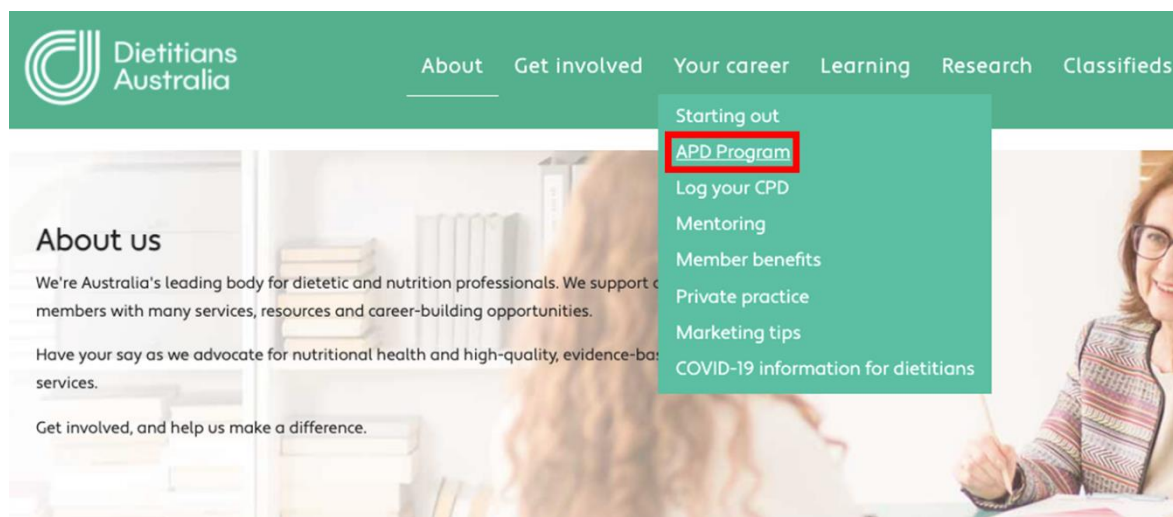 Dietitians
Australia
About Get involved Your career Learning Research Classifieds
Starting out
APD Program
Log your CPD
Mentoring
Member benefits
Private practice
Marketing tips
COVID-19 information for dietitians
About us
We're Australia's leading body for dietetic and nutrition professionals. We support
members with many services, resources and career-building opportunities.
Have your say as we advocate for nutritional health and high-quality,
services.
Get involved, and help us make a difference.